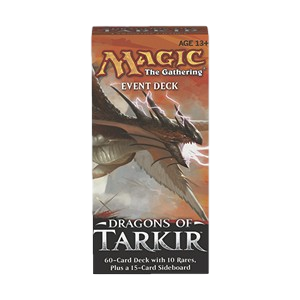 AGE 13+
MAGIC
The Gathering®
EVENT DECK
DRAGONS OF
TARKIR
60-Card Deck with 10 Rares,
Plus a 15-Card Sideboard